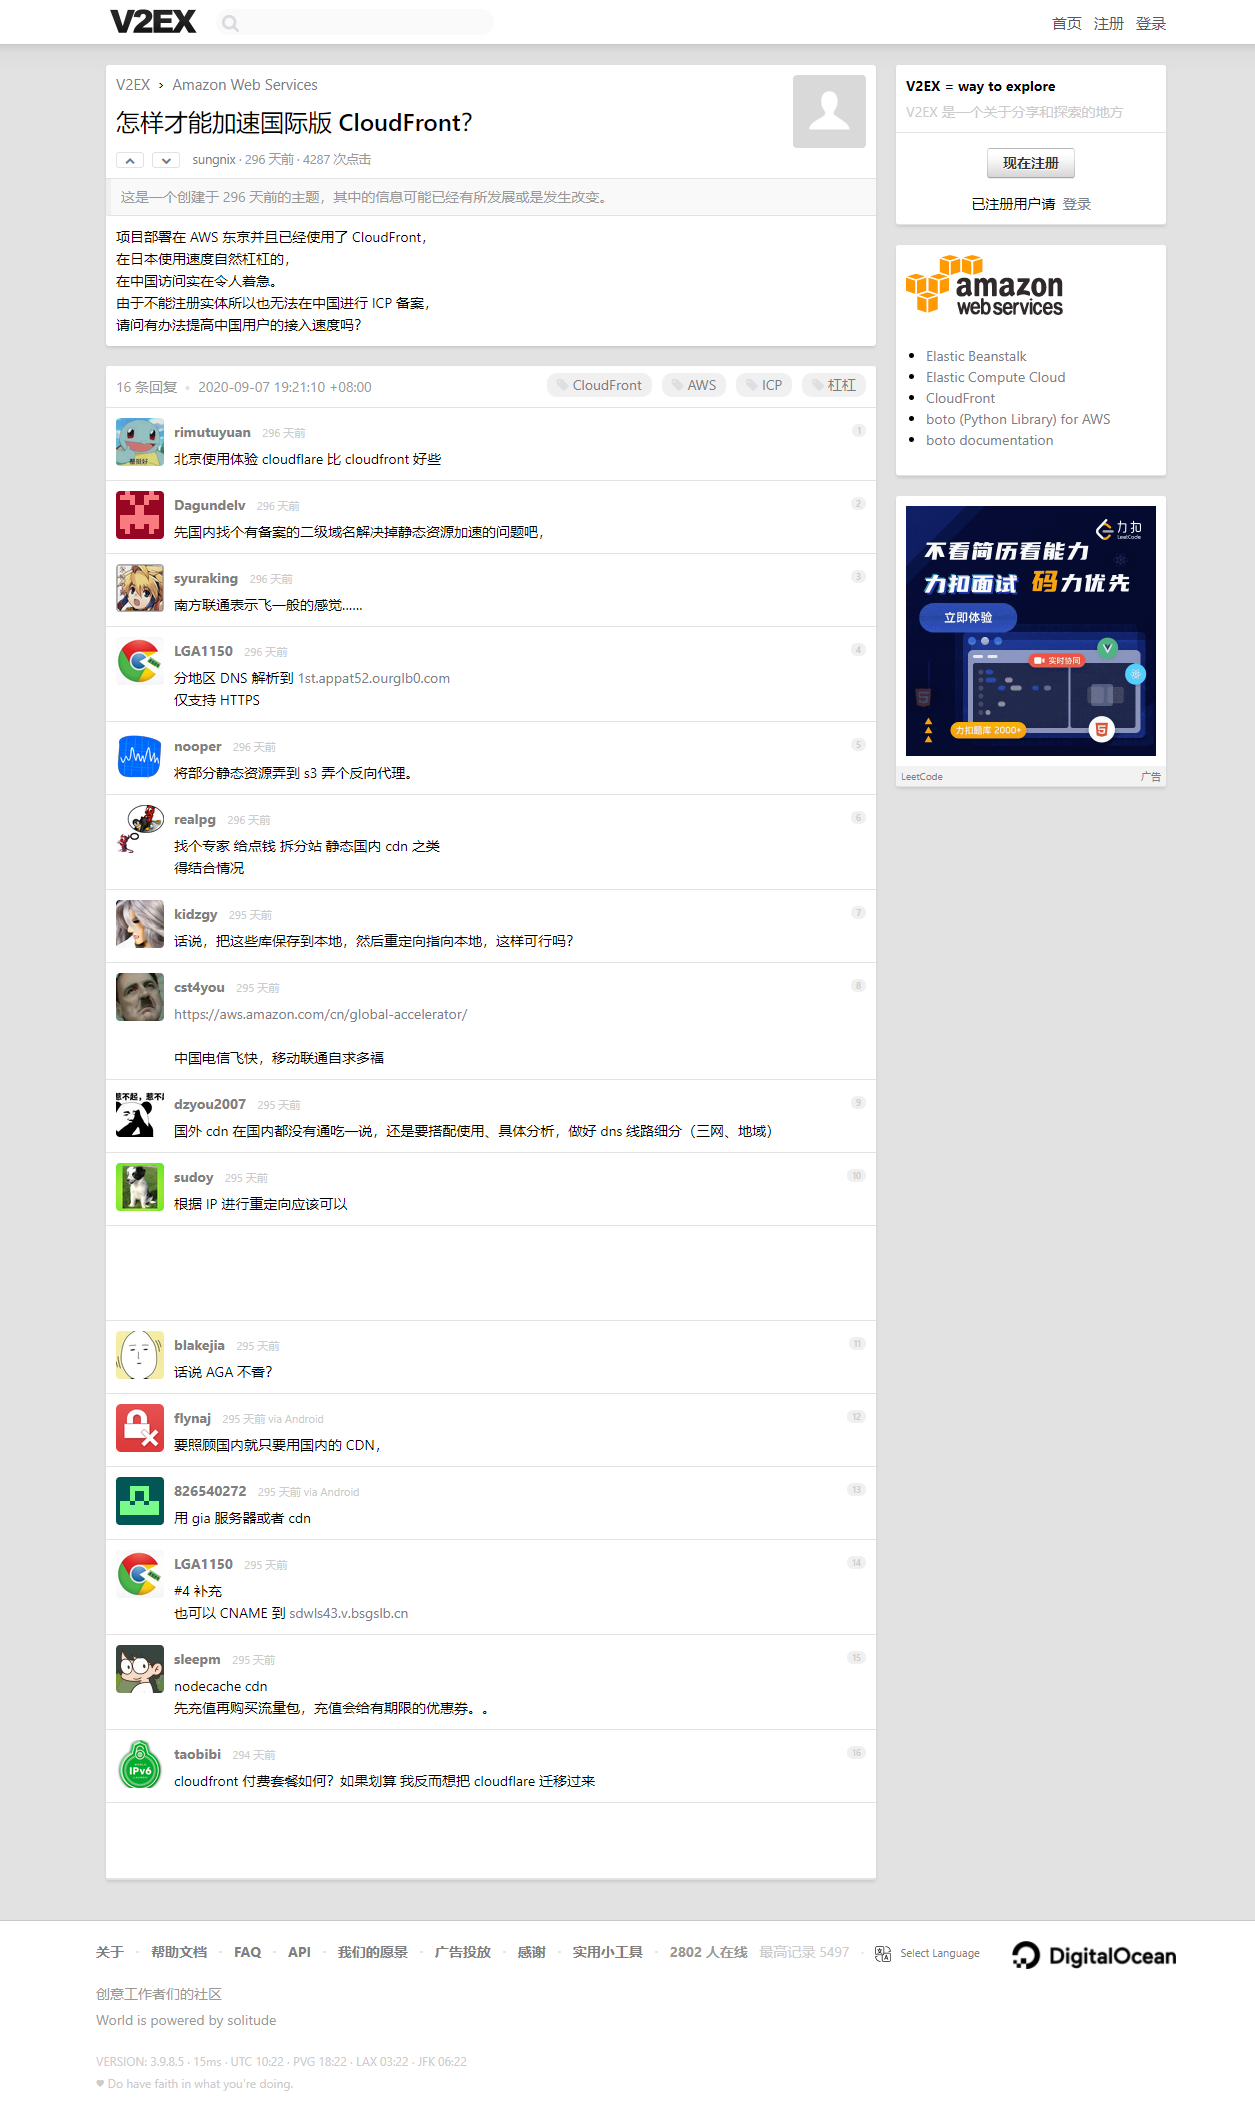 V2EX
首页 注册 登录
V2EX › Amazon Web Services
怎样才能加速国际版 CloudFront？
sungnix · 296 天前 · 4287 次点击
这是一个创建于 296 天前的主题，其中的信息可能已经有所发展或是发生改变。
项目部署在 AWS 东京并且已经使用了 CloudFront，
在日本使用速度自然杠杠的，
在中国访问实在令人着急。
由于不能注册实体所以也无法在中国进行 ICP 备案，
请问有办法提高中国用户的接入速度吗？
16 条回复 • 2020-09-07 19:21:10 +08:00
CloudFront AWS ICP 杠杠
rimutuyuan 296 天前 1
北京使用体验 cloudflare 比 cloudfront 好些
Dagundelv 296 天前 2
先国内找个有备案的二级域名解决掉静态资源加速的问题吧，
syuraking 296 天前 3
南方联通表示飞一般的感觉......
LGA1150 296 天前 4
分地区 DNS 解析到 1st.appat52.ourglb0.com
仅支持 HTTPS
nooper 296 天前 5
将部分静态资源弄到 s3 弄个反向代理。
realpg 296 天前 6
找个专家 给点钱 拆分站 静态国内 cdn 之类
得结合情况
kidzgy 295 天前 7
话说，把这些库保存到本地，然后重定向指向本地，这样可行吗？
cst4you 295 天前 8
https://aws.amazon.com/cn/global-accelerator/
中国电信飞快，移动联通自求多福
dzyou2007 295 天前 9
国外 cdn 在国内都没有通吃一说，还是要搭配使用、具体分析，做好 dns 线路细分（三网、地域）
sudoy 295 天前 10
根据 IP 进行重定向应该可以
blakejia 295 天前 11
话说 AGA 不香？
flynaj 295 天前 via Android 12
要照顾国内就只要用国内的 CDN，
826540272 295 天前 via Android 13
用 gia 服务器或者 cdn
LGA1150 295 天前 14
#4 补充
也可以 CNAME 到 sdwls43.v.bsgslb.cn
sleepm 295 天前 15
nodecache cdn
先充值再购买流量包，充值会给有期限的优惠券。。
taobibi 294 天前 16
cloudfront 付费套餐如何？如果划算 我反而想把 cloudflare 迁移过来
V2EX = way to explore
V2EX 是一个关于分享和探索的地方
现在注册
已注册用户请 登录
amazon
web services
Elastic Beanstalk
Elastic Compute Cloud
CloudFront
boto (Python Library) for AWS
boto documentation
力扣
LeetCode
不看简历看能力
力扣面试 码力优先
立即体验
实时协同
力扣题库 2000+
LeetCode 广告
IPv6
关于 · 帮助文档 · FAQ · API · 我们的愿景 · 广告投放 · 感谢 · 实用小工具 · 2802 人在线 最高记录 5497 · Select Language
DigitalOcean
创意工作者们的社区
World is powered by solitude
VERSION: 3.9.8.5 · 15ms · UTC 10:22 · PVG 18:22 · LAX 03:22 · JFK 06:22
♥ Do have faith in what you're doing.